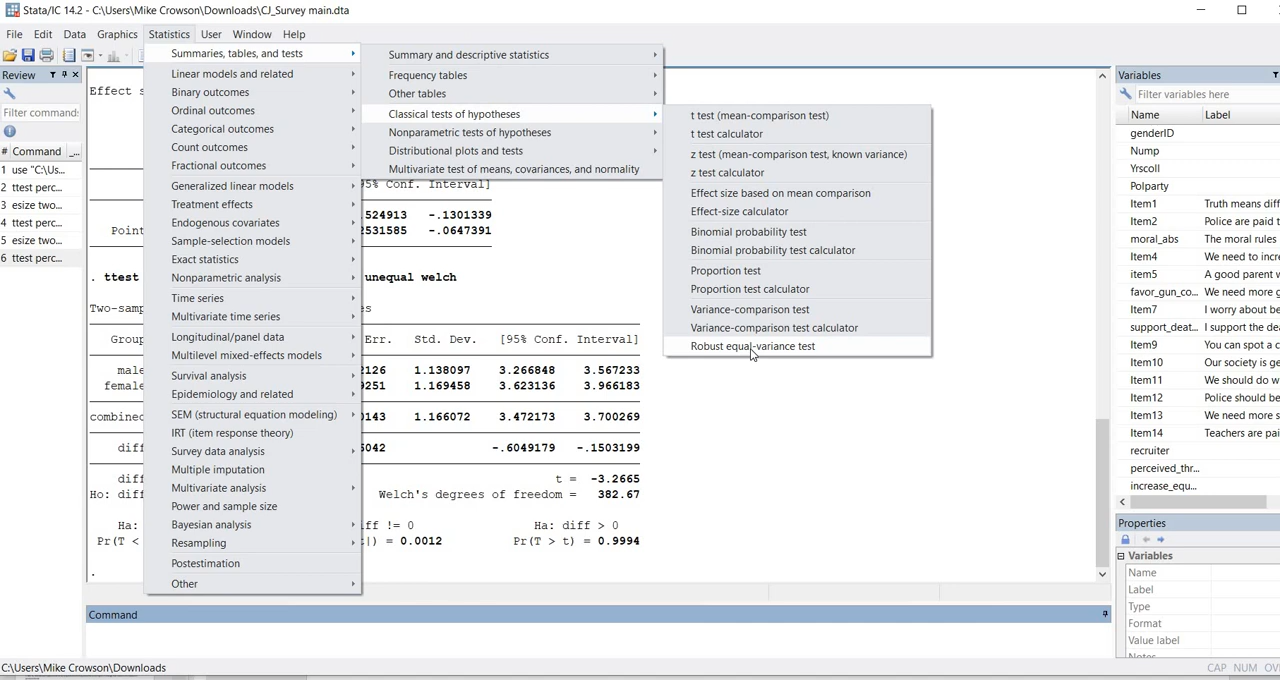 Stata/IC 14.2 - C:\Users\Mike Crowson\Downloads\CJ_Survey main.dta
File Edit Data Graphics Statistics User Window Help
Review
Filter commands
# Command
1 use "C:\Us...
2 ttest perc...
3 esize two...
4 ttest perc...
5 esize two...
6 ttest perc...
Summaries, tables, and tests
Linear models and related
Binary outcomes
Ordinal outcomes
Categorical outcomes
Count outcomes
Fractional outcomes
Generalized linear models
Treatment effects
Endogenous covariates
Sample-selection models
Exact statistics
Nonparametric analysis
Time series
Multivariate time series
Longitudinal/panel data
Multilevel mixed-effects models
Survival analysis
Epidemiology and related
SEM (structural equation modeling)
IRT (item response theory)
Survey data analysis
Multiple imputation
Multivariate analysis
Power and sample size
Bayesian analysis
Resampling
Postestimation
Other
Summary and descriptive statistics
Frequency tables
Other tables
Classical tests of hypotheses
Nonparametric tests of hypotheses
Distributional plots and tests
Multivariate test of means, covariances, and normality
t test (mean-comparison test)
t test calculator
z test (mean-comparison test, known variance)
z test calculator
Effect size based on mean comparison
Effect-size calculator
Binomial probability test
Binomial probability test calculator
Proportion test
Proportion test calculator
Variance-comparison test
Variance-comparison test calculator
Robust equal-variance test
Effect s
95% Conf. Interval]
524913 -.1301339
Poin 2531585 -.0647391
. ttest unequal welch
Two-samp es
Group Err. Std. Dev. [95% Conf. Interval]
male 2126 1.138097 3.266848 3.567233
female 9251 1.169458 3.623136 3.966183
combined 0143 1.166072 3.472173 3.700269
diff 6042 -.6049179 -.1503199
diff t = -3.2665
Ho: diff Welch's degrees of freedom = 382.67
Ha: iff != 0 Ha: diff > 0
Pr(T < t|) = 0.0012 Pr(T > t) = 0.9994
.
Command
Variables
Filter variables here
Name Label
genderID
Nump
Yrscoll
Polparty
Item1 Truth means diff
Item2 Police are paid t
moral_abs The moral rules
Item4 We need to incre
item5 A good parent w
favor_gun_co... We need more g
Item7 I worry about be
support_deat... I support the dea
Item9 You can spot a c
Item10 Our society is ge
Item11 We should do w
Item12 Police should be
Item13 We need more s
Item14 Teachers are pai
recruiter
perceived_thr...
increase_equ...
Properties
Variables
Name
Label
Type
Format
Value label
C:\Users\Mike Crowson\Downloads
CAP NUM OV